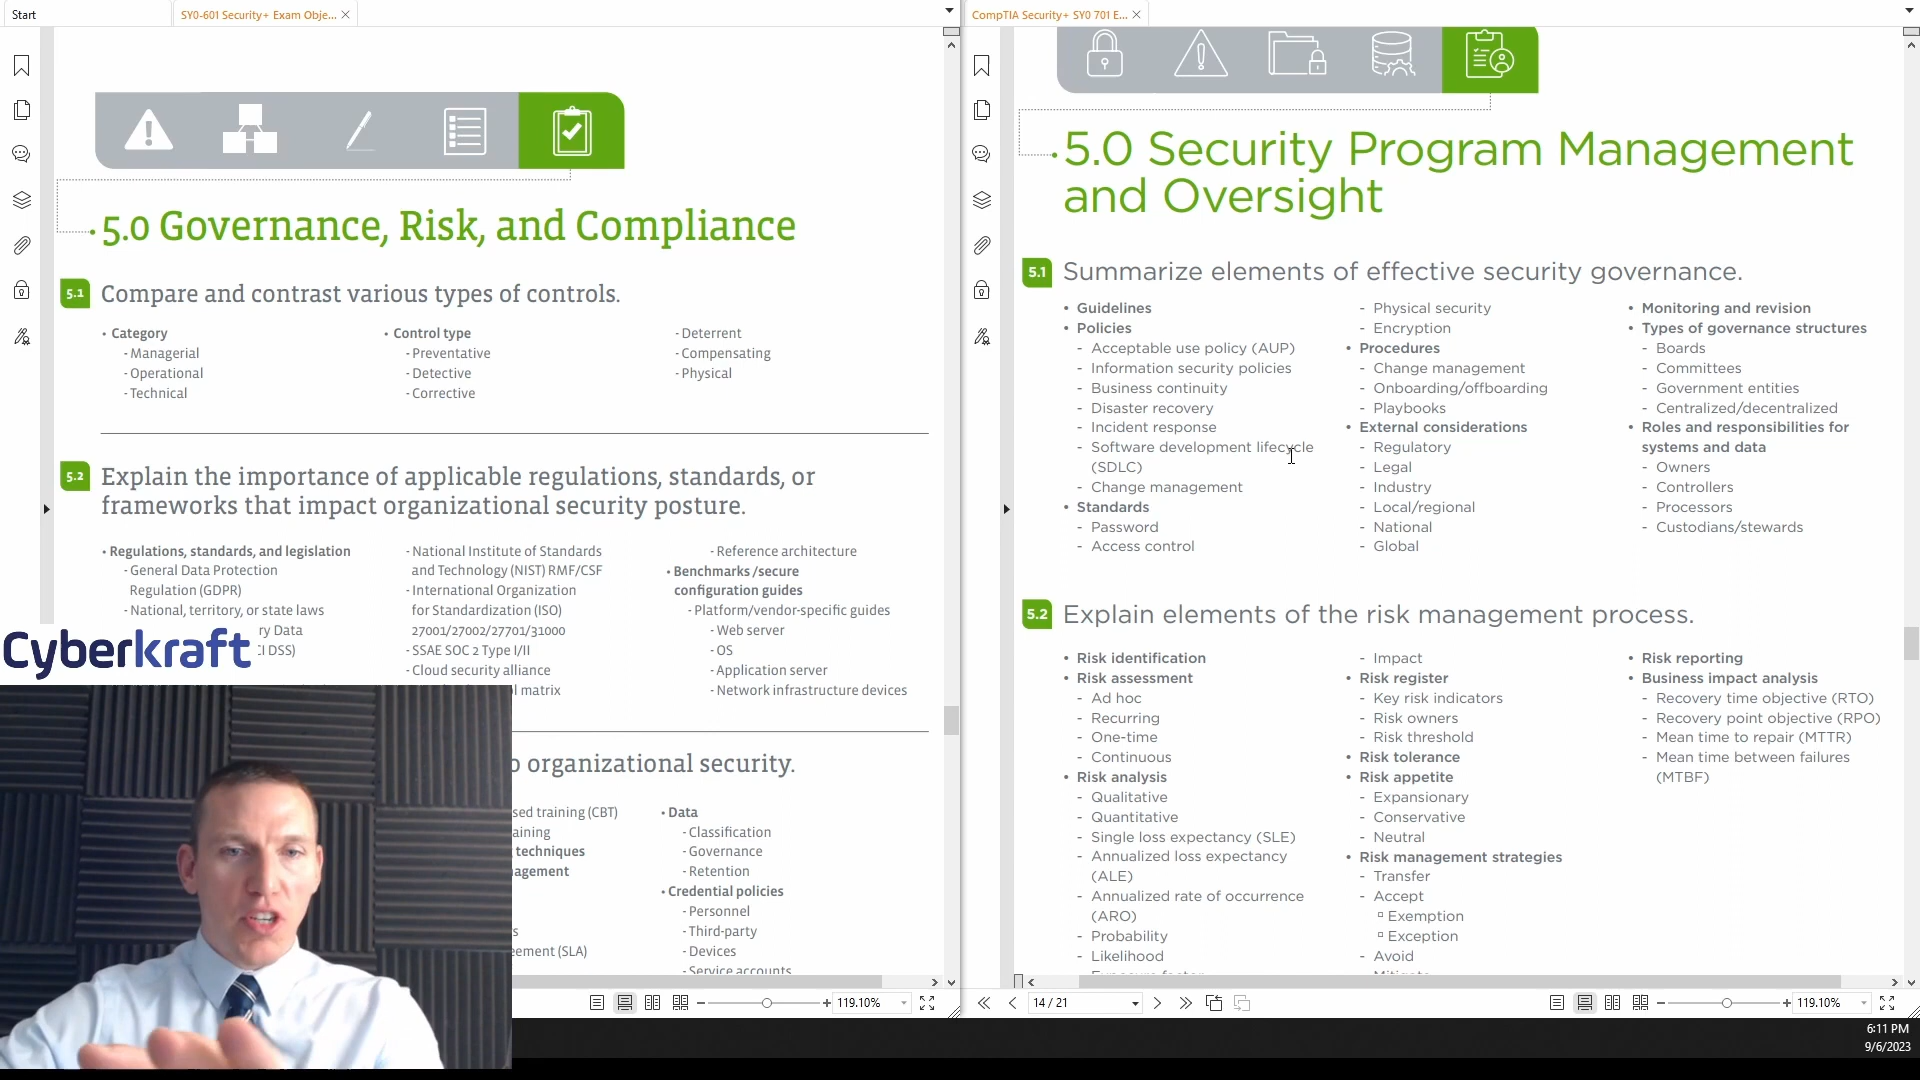 Start
SY0-601 Security+ Exam Obje...
5.0 Governance, Risk, and Compliance
5.1 Compare and contrast various types of controls.
• Category
- Managerial
- Operational
- Technical
• Control type
- Preventative
- Detective
- Corrective
- Deterrent
- Compensating
- Physical
5.2 Explain the importance of applicable regulations, standards, or
frameworks that impact organizational security posture.
• Regulations, standards, and legislation
- General Data Protection
Regulation (GDPR)
- National, territory, or state laws
ry Data
I DSS)
- National Institute of Standards
and Technology (NIST) RMF/CSF
- International Organization
for Standardization (ISO)
27001/27002/27701/31000
- SSAE SOC 2 Type I/II
- Cloud security alliance
matrix
- Reference architecture
• Benchmarks /secure
configuration guides
- Platform/vendor-specific guides
- Web server
- OS
- Application server
- Network infrastructure devices
Cyberkraft
o organizational security.
sed training (CBT)
aining
techniques
agement
s
eement (SLA)
• Data
- Classification
- Governance
- Retention
• Credential policies
- Personnel
- Third-party
- Devices
- Service accounts
119.10%
CompTIA Security+ SY0 701 E...
5.0 Security Program Management
and Oversight
5.1 Summarize elements of effective security governance.
• Guidelines
• Policies
- Acceptable use policy (AUP)
- Information security policies
- Business continuity
- Disaster recovery
- Incident response
- Software development lifecycle
(SDLC)
- Change management
• Standards
- Password
- Access control
- Physical security
- Encryption
• Procedures
- Change management
- Onboarding/offboarding
- Playbooks
• External considerations
- Regulatory
- Legal
- Industry
- Local/regional
- National
- Global
• Monitoring and revision
• Types of governance structures
- Boards
- Committees
- Government entities
- Centralized/decentralized
• Roles and responsibilities for
systems and data
- Owners
- Controllers
- Processors
- Custodians/stewards
5.2 Explain elements of the risk management process.
• Risk identification
• Risk assessment
- Ad hoc
- Recurring
- One-time
- Continuous
• Risk analysis
- Qualitative
- Quantitative
- Single loss expectancy (SLE)
- Annualized loss expectancy
(ALE)
- Annualized rate of occurrence
(ARO)
- Probability
- Likelihood
- Exposure factor
- Impact
• Risk register
- Key risk indicators
- Risk owners
- Risk threshold
• Risk tolerance
• Risk appetite
- Expansionary
- Conservative
- Neutral
• Risk management strategies
- Transfer
- Accept
▫ Exemption
▫ Exception
- Avoid
- Mitigate
• Risk reporting
• Business impact analysis
- Recovery time objective (RTO)
- Recovery point objective (RPO)
- Mean time to repair (MTTR)
- Mean time between failures
(MTBF)
14 / 21
119.10%
6:11 PM
9/6/2023